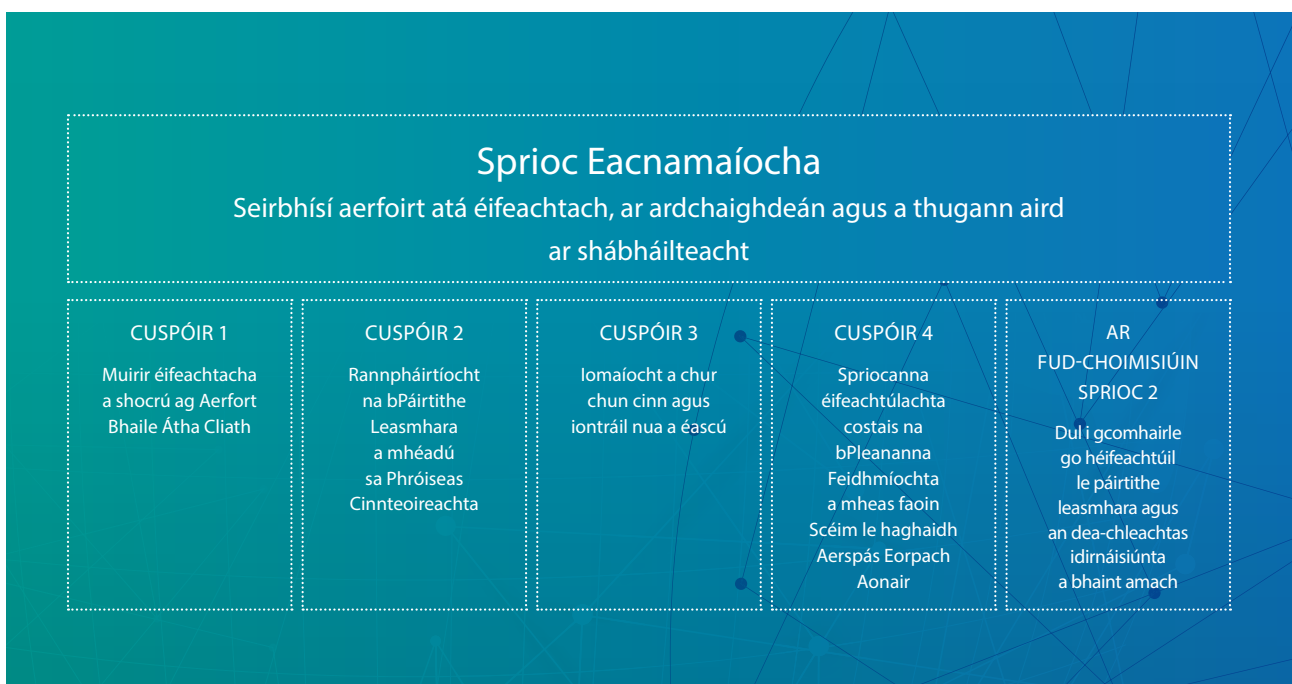 Sprioc Eacnamaíocha
Seirbhísí aerfoirt atá éifeachtach, ar ardchaighdeán agus a thugann aird
ar shábháilteacht
CUSPÓIR 1
Muirir éifeachtacha
a shocrú ag Aerfort
Bhaile Átha Cliath
CUSPÓIR 2
Rannpháirtíocht
na bPáirtithe
Leasmhara
a mhéadú
sa Phróiseas
Cinnteoireachta
CUSPÓIR 3
Iomaíocht a chur
chun cinn agus
iontráil nua a éascú
CUSPÓIR 4
Spriocanna
éifeachtúlachta
costais na
bPleananna
Feidhmíochta
a mheas faoin
Scéim le haghaidh
Aerspás Eorpach
Aonair
AR
FUD-CHOIMISIÚIN
SPRIOC 2
Dul i gcomhairle
go héifeachtúil
le páirtithe
leasmhara agus
an dea-chleachtas
idirnáisiúnta
a bhaint amach